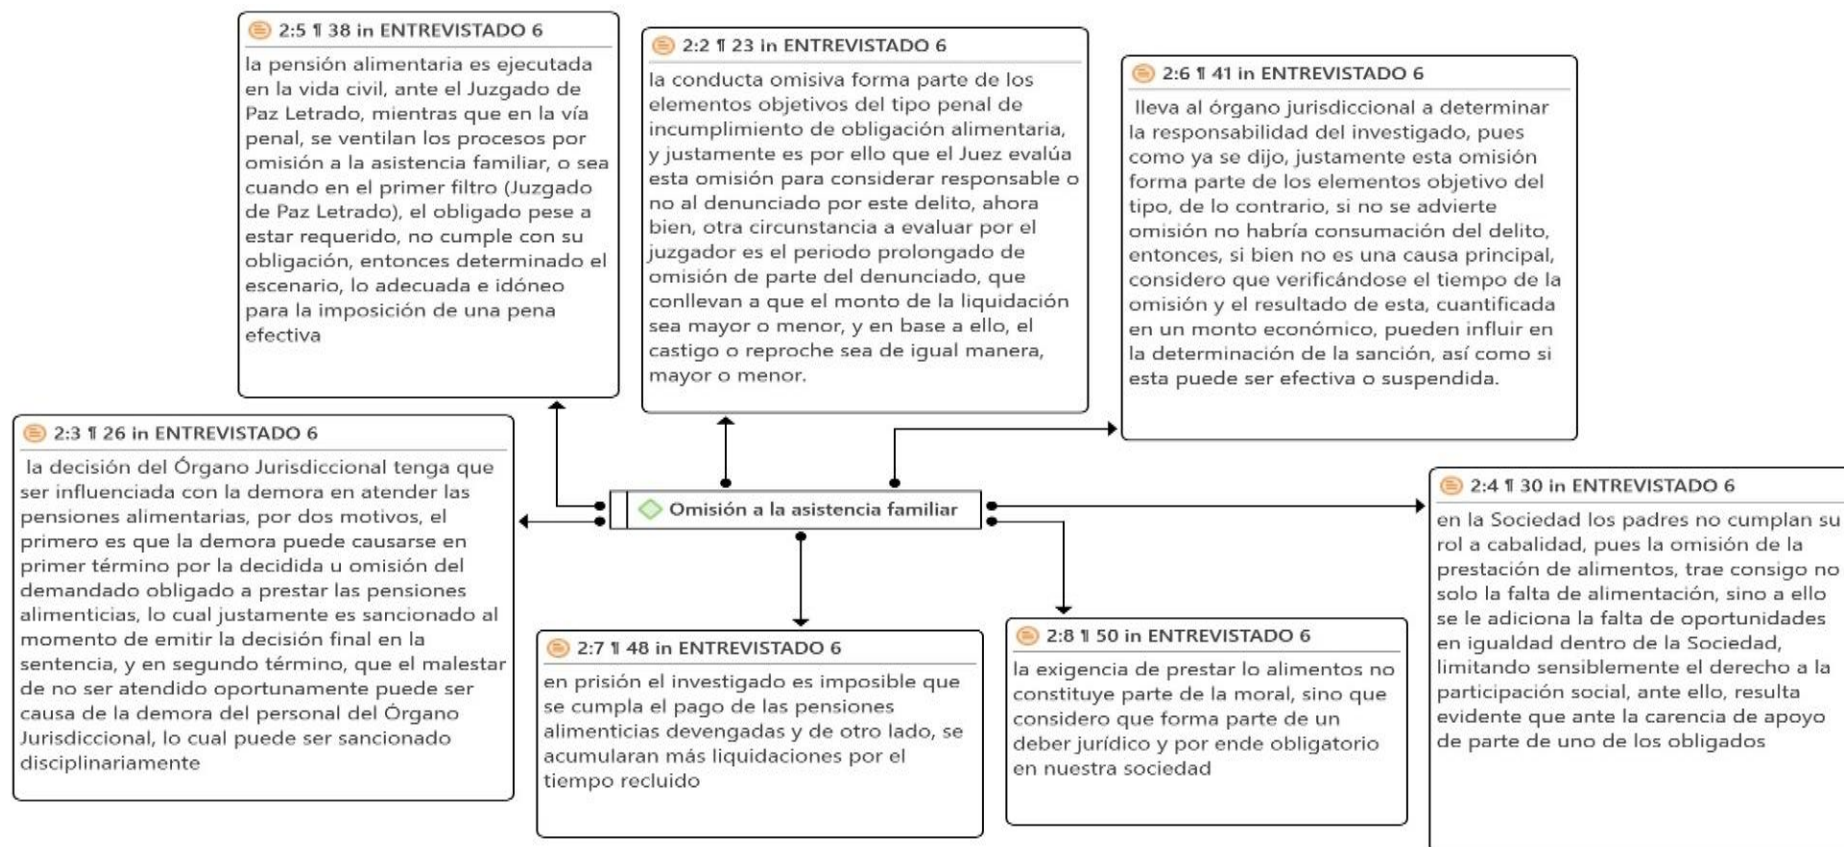 2:5 ¶ 38 in ENTREVISTADO 6
la pensión alimentaria es ejecutada
en la vida civil, ante el Juzgado de
Paz Letrado, mientras que en la vía
penal, se ventilan los procesos por
omisión a la asistencia familiar, o sea
cuando en el primer filtro (Juzgado
de Paz Letrado), el obligado pese a
estar requerido, no cumple con su
obligación, entonces determinado el
escenario, lo adecuada e idóneo
para la imposición de una pena
efectiva
2:2 ¶ 23 in ENTREVISTADO 6
la conducta omisiva forma parte de los
elementos objetivos del tipo penal de
incumplimiento de obligación alimentaria,
y justamente es por ello que el Juez evalúa
esta omisión para considerar responsable o
no al denunciado por este delito, ahora
bien, otra circunstancia a evaluar por el
juzgador es el periodo prolongado de
omisión de parte del denunciado, que
conllevan a que el monto de la liquidación
sea mayor o menor, y en base a ello, el
castigo o reproche sea de igual manera,
mayor o menor.
2:6 ¶ 41 in ENTREVISTADO 6
lleva al órgano jurisdiccional a determinar
la responsabilidad del investigado, pues
como ya se dijo, justamente esta omisión
forma parte de los elementos objetivo del
tipo, de lo contrario, si no se advierte
omisión no habría consumación del delito,
entonces, si bien no es una causa principal,
considero que verificándose el tiempo de la
omisión y el resultado de esta, cuantificada
en un monto económico, pueden influir en
la determinación de la sanción, así como si
esta puede ser efectiva o suspendida.
2:3 ¶ 26 in ENTREVISTADO 6
la decisión del Órgano Jurisdiccional tenga que
ser influenciada con la demora en atender las
pensiones alimentarias, por dos motivos, el
primero es que la demora puede causarse en
primer término por la decidida u omisión del
demandado obligado a prestar las pensiones
alimenticias, lo cual justamente es sancionado al
momento de emitir la decisión final en la
sentencia, y en segundo término, que el malestar
de no ser atendido oportunamente puede ser
causa de la demora del personal del Órgano
Jurisdiccional, lo cual puede ser sancionado
disciplinariamente
Omisión a la asistencia familiar
2:4 ¶ 30 in ENTREVISTADO 6
en la Sociedad los padres no cumplan su
rol a cabalidad, pues la omisión de la
prestación de alimentos, trae consigo no
solo la falta de alimentación, sino a ello
se le adiciona la falta de oportunidades
en igualdad dentro de la Sociedad,
limitando sensiblemente el derecho a la
participación social, ante ello, resulta
evidente que ante la carencia de apoyo
de parte de uno de los obligados
2:7 ¶ 48 in ENTREVISTADO 6
en prisión el investigado es imposible que
se cumpla el pago de las pensiones
alimenticias devengadas y de otro lado, se
acumularan más liquidaciones por el
tiempo recluido
2:8 ¶ 50 in ENTREVISTADO 6
la exigencia de prestar lo alimentos no
constituye parte de la moral, sino que
considero que forma parte de un
deber jurídico y por ende obligatorio
en nuestra sociedad